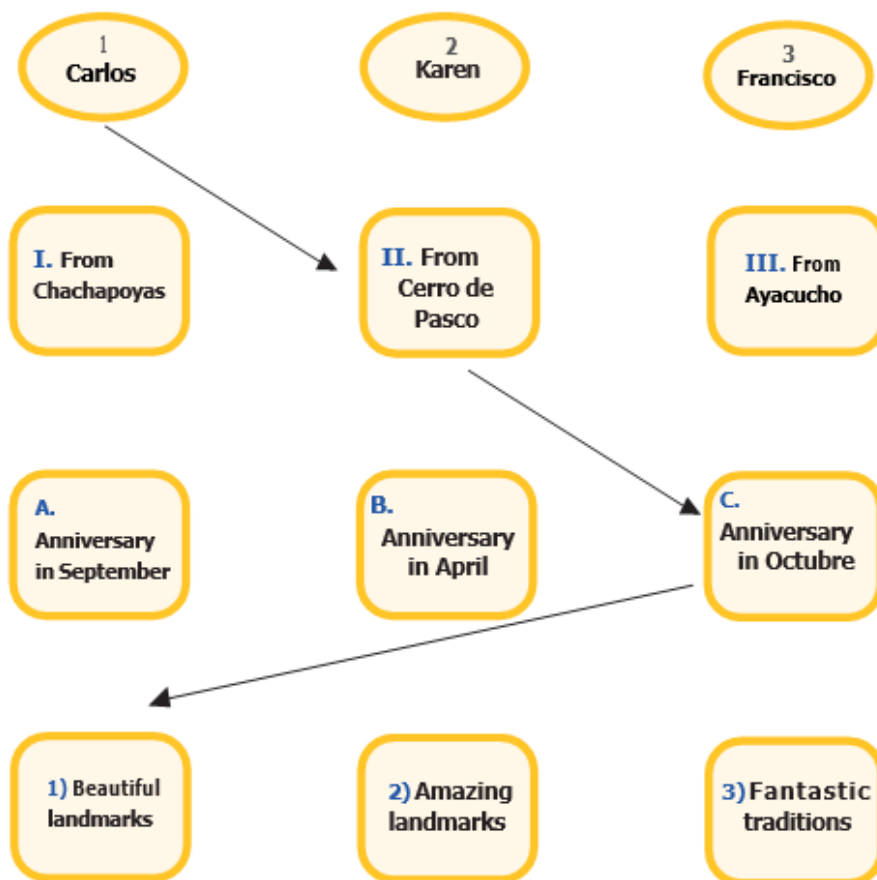 1
Carlos
2
Karen
3
Francisco
I. From
Chachapoyas
II. From
Cerro de
Pasco
III. From
Ayacucho
A.
Anniversary
in September
B.
Anniversary
in April
C.
Anniversary
in Octubre
1) Beautiful
landmarks
2) Amazing
landmarks
3) Fantastic
traditions